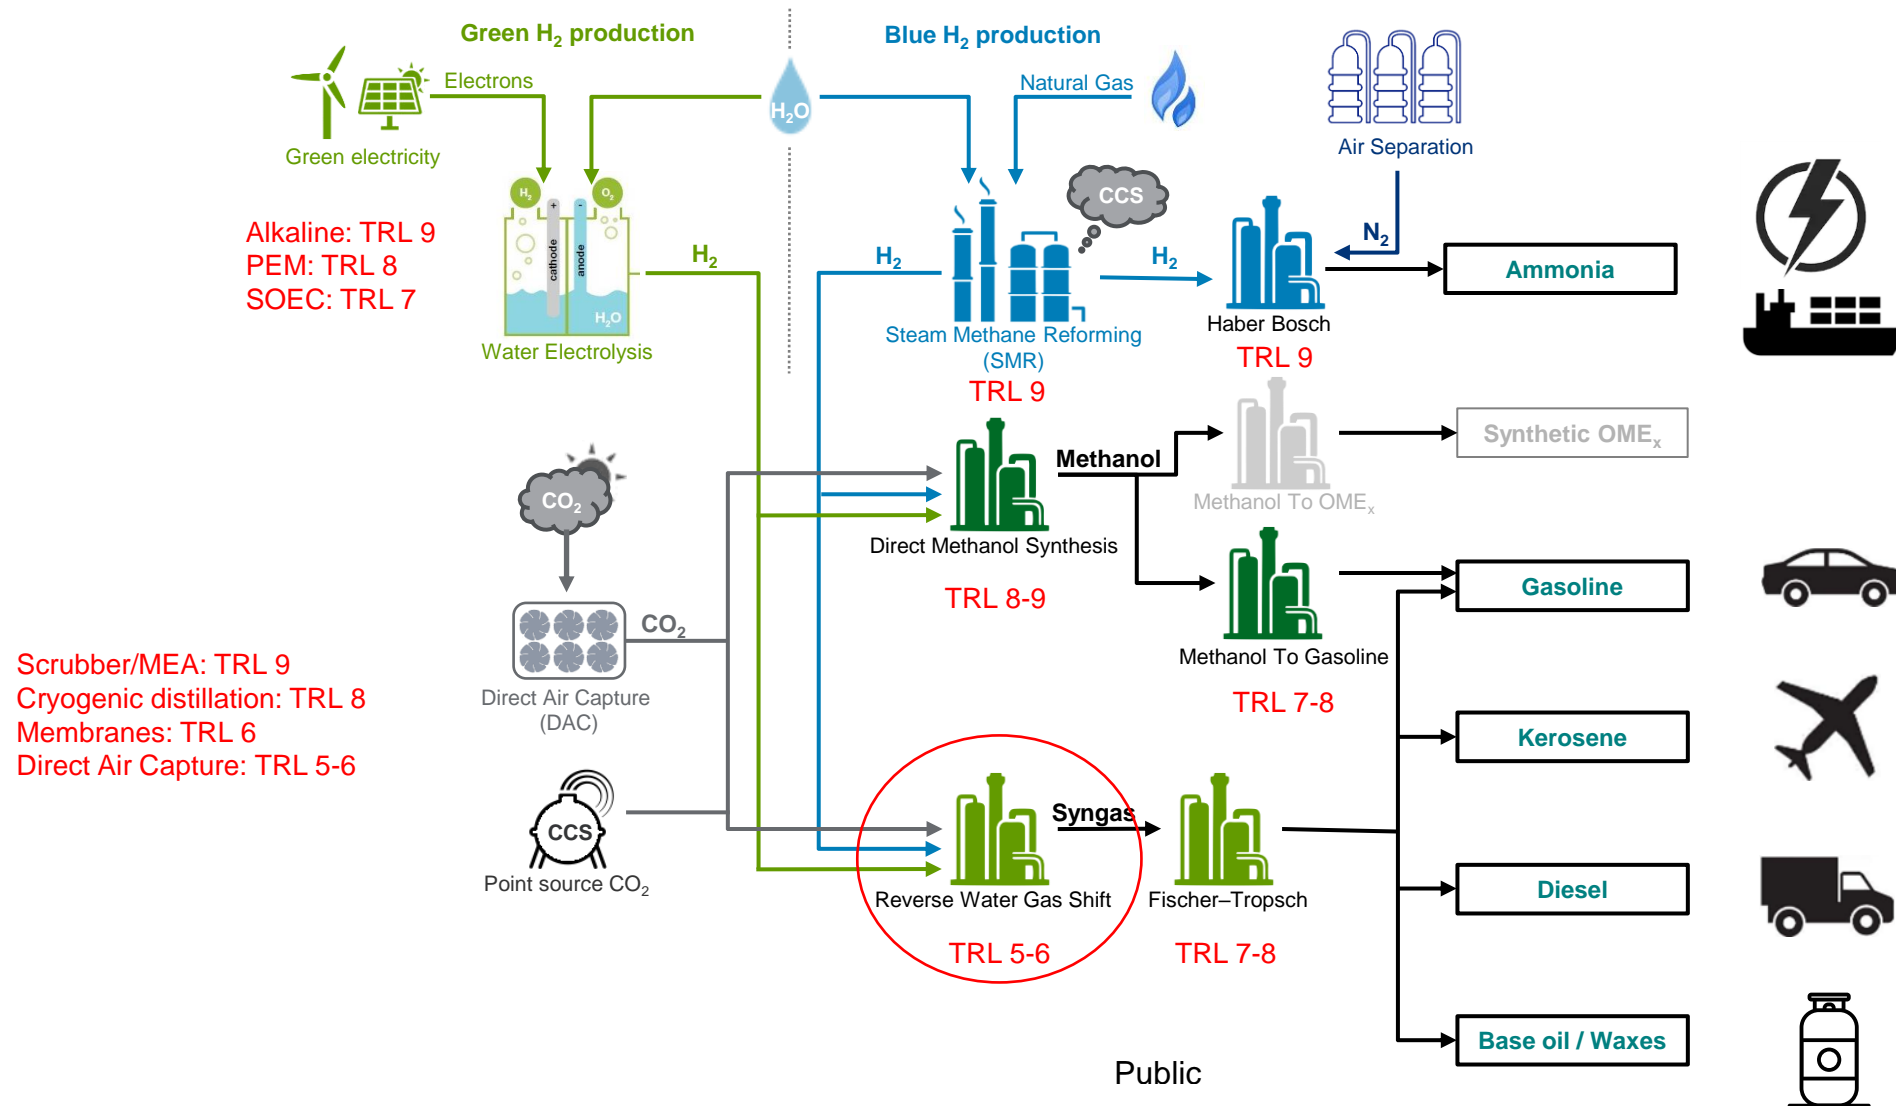 Green H₂ production
Blue H₂ production
Electrons
H₂O
Natural Gas
Green electricity
Air Separation
H₂
O₂
+
-
cathode
anode
H₂O
Water Electrolysis
Alkaline: TRL 9
PEM: TRL 8
SOEC: TRL 7
H₂
H₂
CCS
H₂
N₂
Steam Methane Reforming
(SMR)
TRL 9
Haber Bosch
TRL 9
Ammonia
CO₂
Methanol
Direct Methanol Synthesis
TRL 8-9
Methanol To OMEₓ
Synthetic OMEₓ
Methanol To Gasoline
TRL 7-8
Gasoline
CO₂
Direct Air Capture
(DAC)
Scrubber/MEA: TRL 9
Cryogenic distillation: TRL 8
Membranes: TRL 6
Direct Air Capture: TRL 5-6
Kerosene
CCS
Point source CO₂
Syngas
Reverse Water Gas Shift
TRL 5-6
Fischer–Tropsch
TRL 7-8
Diesel
Base oil / Waxes
Public